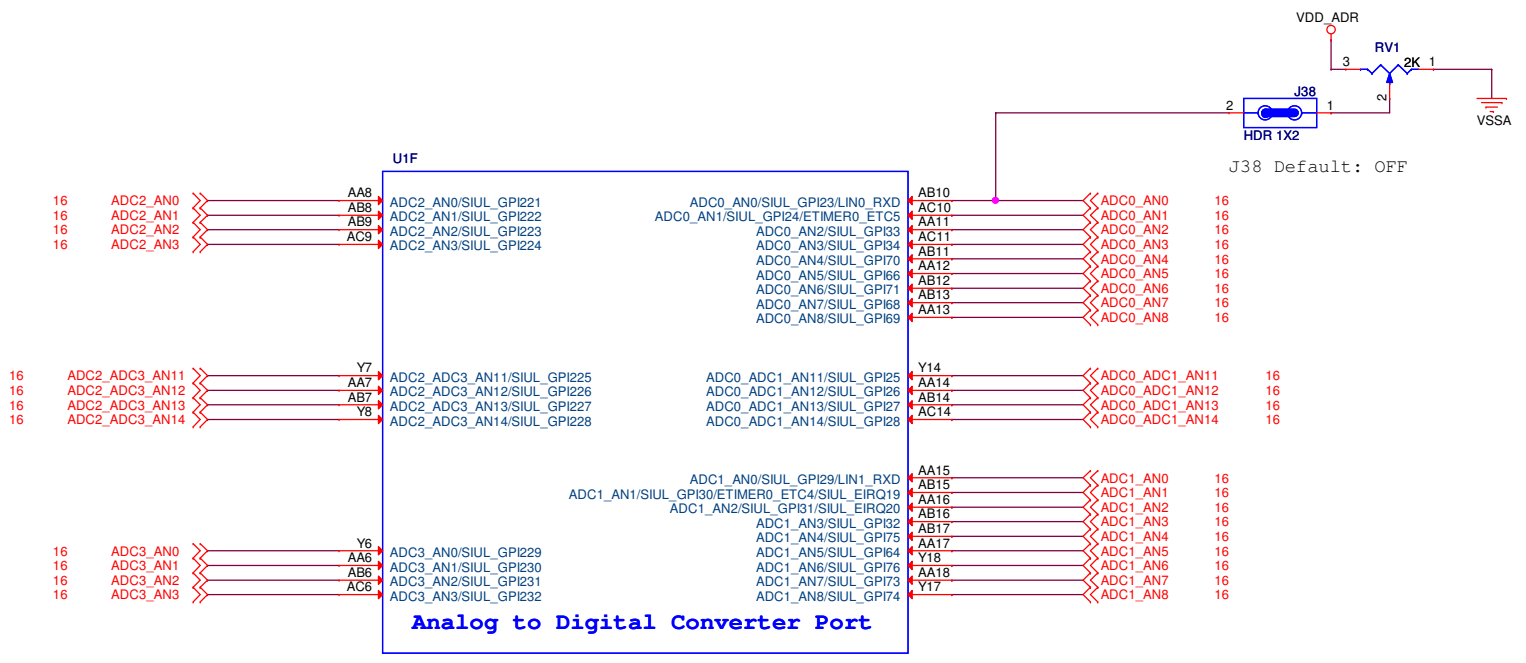 VDD_ADR
RV1
3 2K 1
2
J38
2 1
HDR 1X2
VSSA
J38 Default: OFF
U1F
16 ADC2_AN0 AA8 ADC2_AN0/SIUL_GPI221
16 ADC2_AN1 AB8 ADC2_AN1/SIUL_GPI222
16 ADC2_AN2 AB9 ADC2_AN2/SIUL_GPI223
16 ADC2_AN3 AC9 ADC2_AN3/SIUL_GPI224
ADC0_AN0/SIUL_GPI23/LIN0_RXD AB10 ADC0_AN0 16
ADC0_AN1/SIUL_GPI24/ETIMER0_ETC5 AC10 ADC0_AN1 16
ADC0_AN2/SIUL_GPI33 AA11 ADC0_AN2 16
ADC0_AN3/SIUL_GPI34 AC11 ADC0_AN3 16
ADC0_AN4/SIUL_GPI70 AB11 ADC0_AN4 16
ADC0_AN5/SIUL_GPI66 AA12 ADC0_AN5 16
ADC0_AN6/SIUL_GPI71 AB12 ADC0_AN6 16
ADC0_AN7/SIUL_GPI68 AB13 ADC0_AN7 16
ADC0_AN8/SIUL_GPI69 AA13 ADC0_AN8 16
16 ADC2_ADC3_AN11 Y7 ADC2_ADC3_AN11/SIUL_GPI225
16 ADC2_ADC3_AN12 AA7 ADC2_ADC3_AN12/SIUL_GPI226
16 ADC2_ADC3_AN13 AB7 ADC2_ADC3_AN13/SIUL_GPI227
16 ADC2_ADC3_AN14 Y8 ADC2_ADC3_AN14/SIUL_GPI228
ADC0_ADC1_AN11/SIUL_GPI25 Y14 ADC0_ADC1_AN11 16
ADC0_ADC1_AN12/SIUL_GPI26 AA14 ADC0_ADC1_AN12 16
ADC0_ADC1_AN13/SIUL_GPI27 AB14 ADC0_ADC1_AN13 16
ADC0_ADC1_AN14/SIUL_GPI28 AC14 ADC0_ADC1_AN14 16
ADC1_AN0/SIUL_GPI29/LIN1_RXD AA15 ADC1_AN0 16
ADC1_AN1/SIUL_GPI30/ETIMER0_ETC4/SIUL_EIRQ19 AB15 ADC1_AN1 16
ADC1_AN2/SIUL_GPI31/SIUL_EIRQ20 AA16 ADC1_AN2 16
ADC1_AN3/SIUL_GPI32 AB16 ADC1_AN3 16
ADC1_AN4/SIUL_GPI75 AB17 ADC1_AN4 16
ADC1_AN5/SIUL_GPI64 AA17 ADC1_AN5 16
ADC1_AN6/SIUL_GPI76 Y18 ADC1_AN6 16
ADC1_AN7/SIUL_GPI73 AA18 ADC1_AN7 16
ADC1_AN8/SIUL_GPI74 Y17 ADC1_AN8 16
16 ADC3_AN0 Y6 ADC3_AN0/SIUL_GPI229
16 ADC3_AN1 AA6 ADC3_AN1/SIUL_GPI230
16 ADC3_AN2 AB6 ADC3_AN2/SIUL_GPI231
16 ADC3_AN3 AC6 ADC3_AN3/SIUL_GPI232
Analog to Digital Converter Port